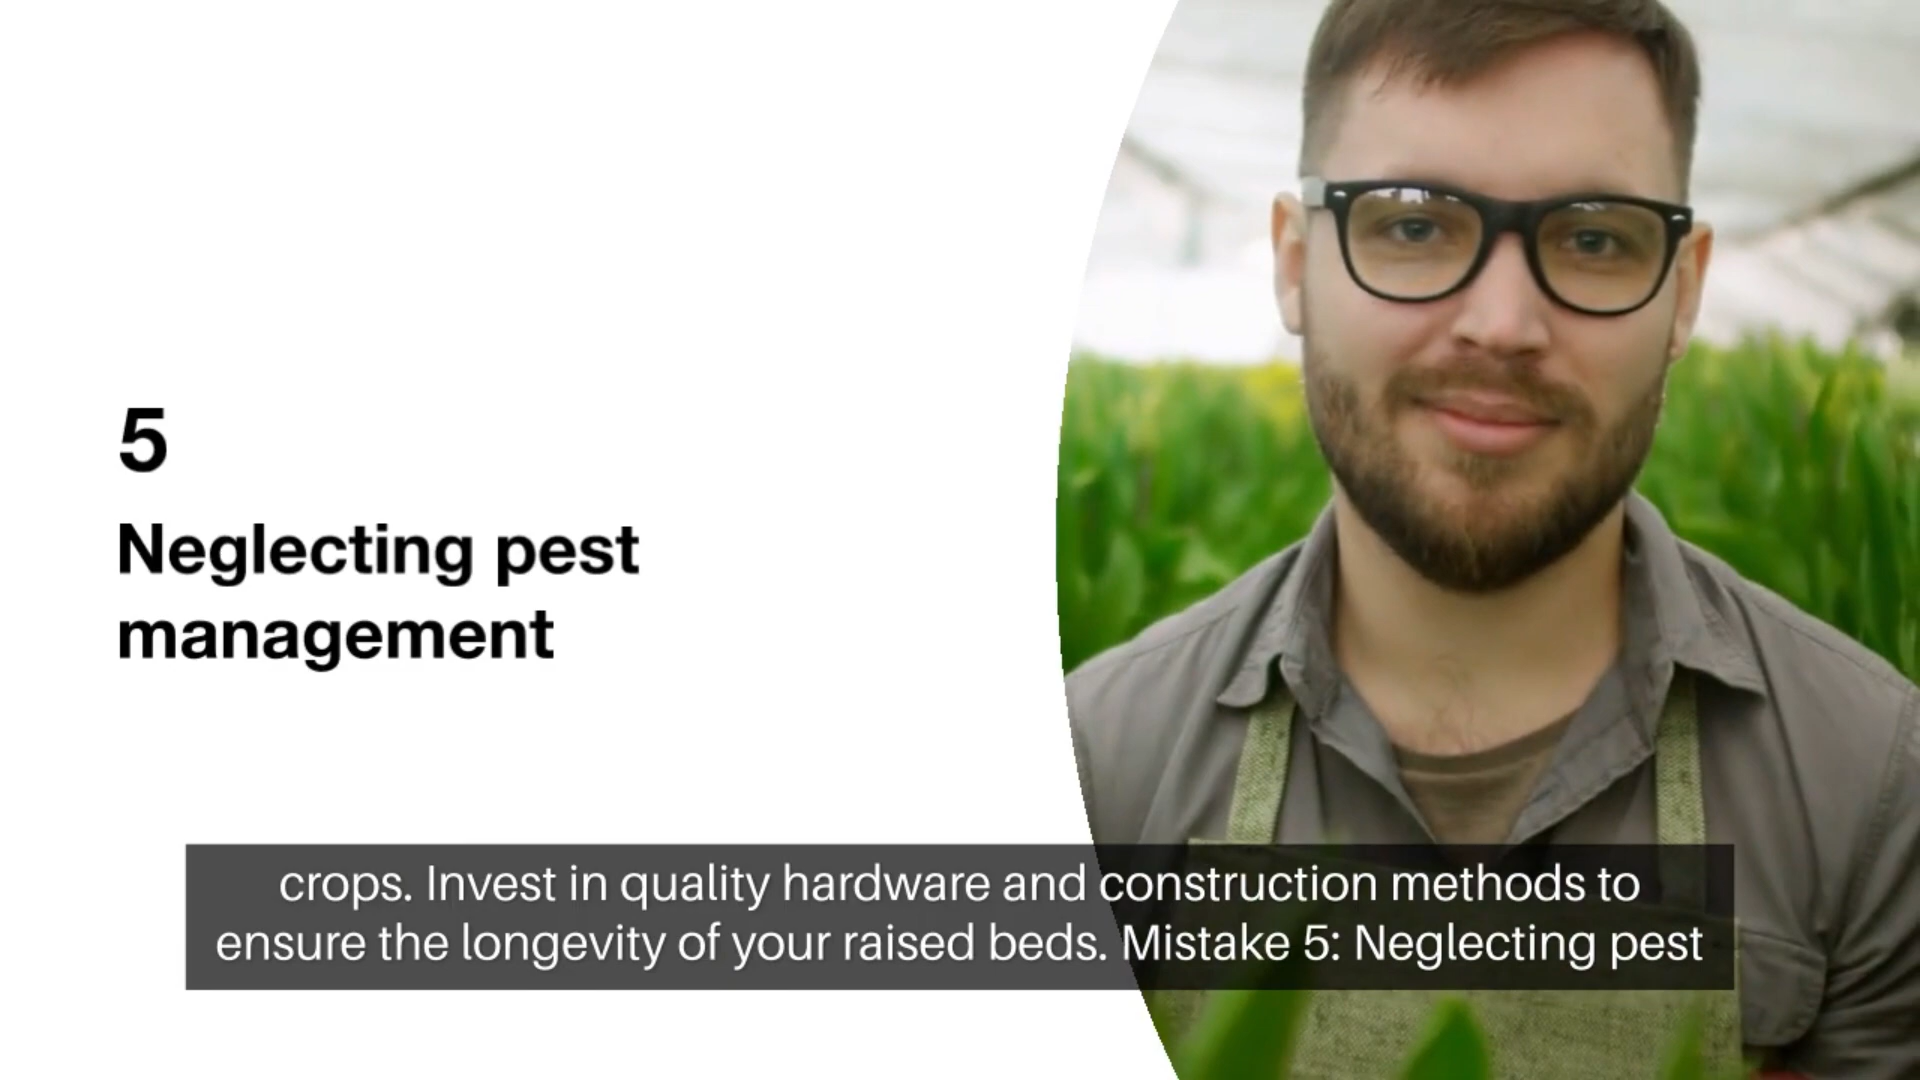 5
Neglecting pest
management
crops. Invest in quality hardware and construction methods to
ensure the longevity of your raised beds. Mistake 5: Neglecting pest